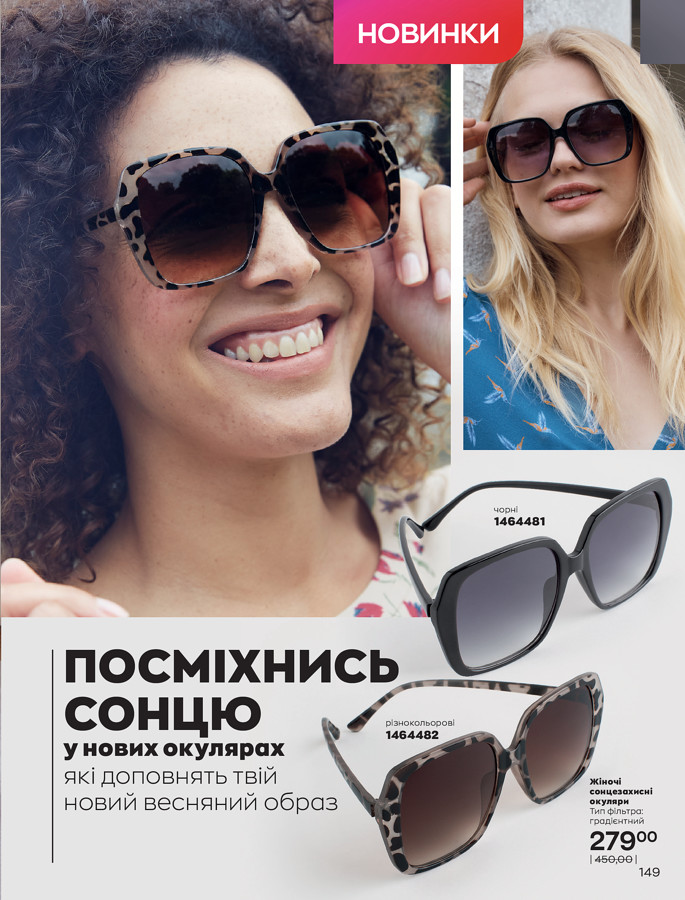 НОВИНКИ
чорні
1464481
ПОСМІХНИСЬ
СОНЦЮ
у нових окулярах
які доповнять твій
новий весняний образ
різнокольорові
1464482
Жіночі
сонцезахисні
окуляри
Тип фільтра:
градієнтний
279⁰⁰
| 450,00 |
149